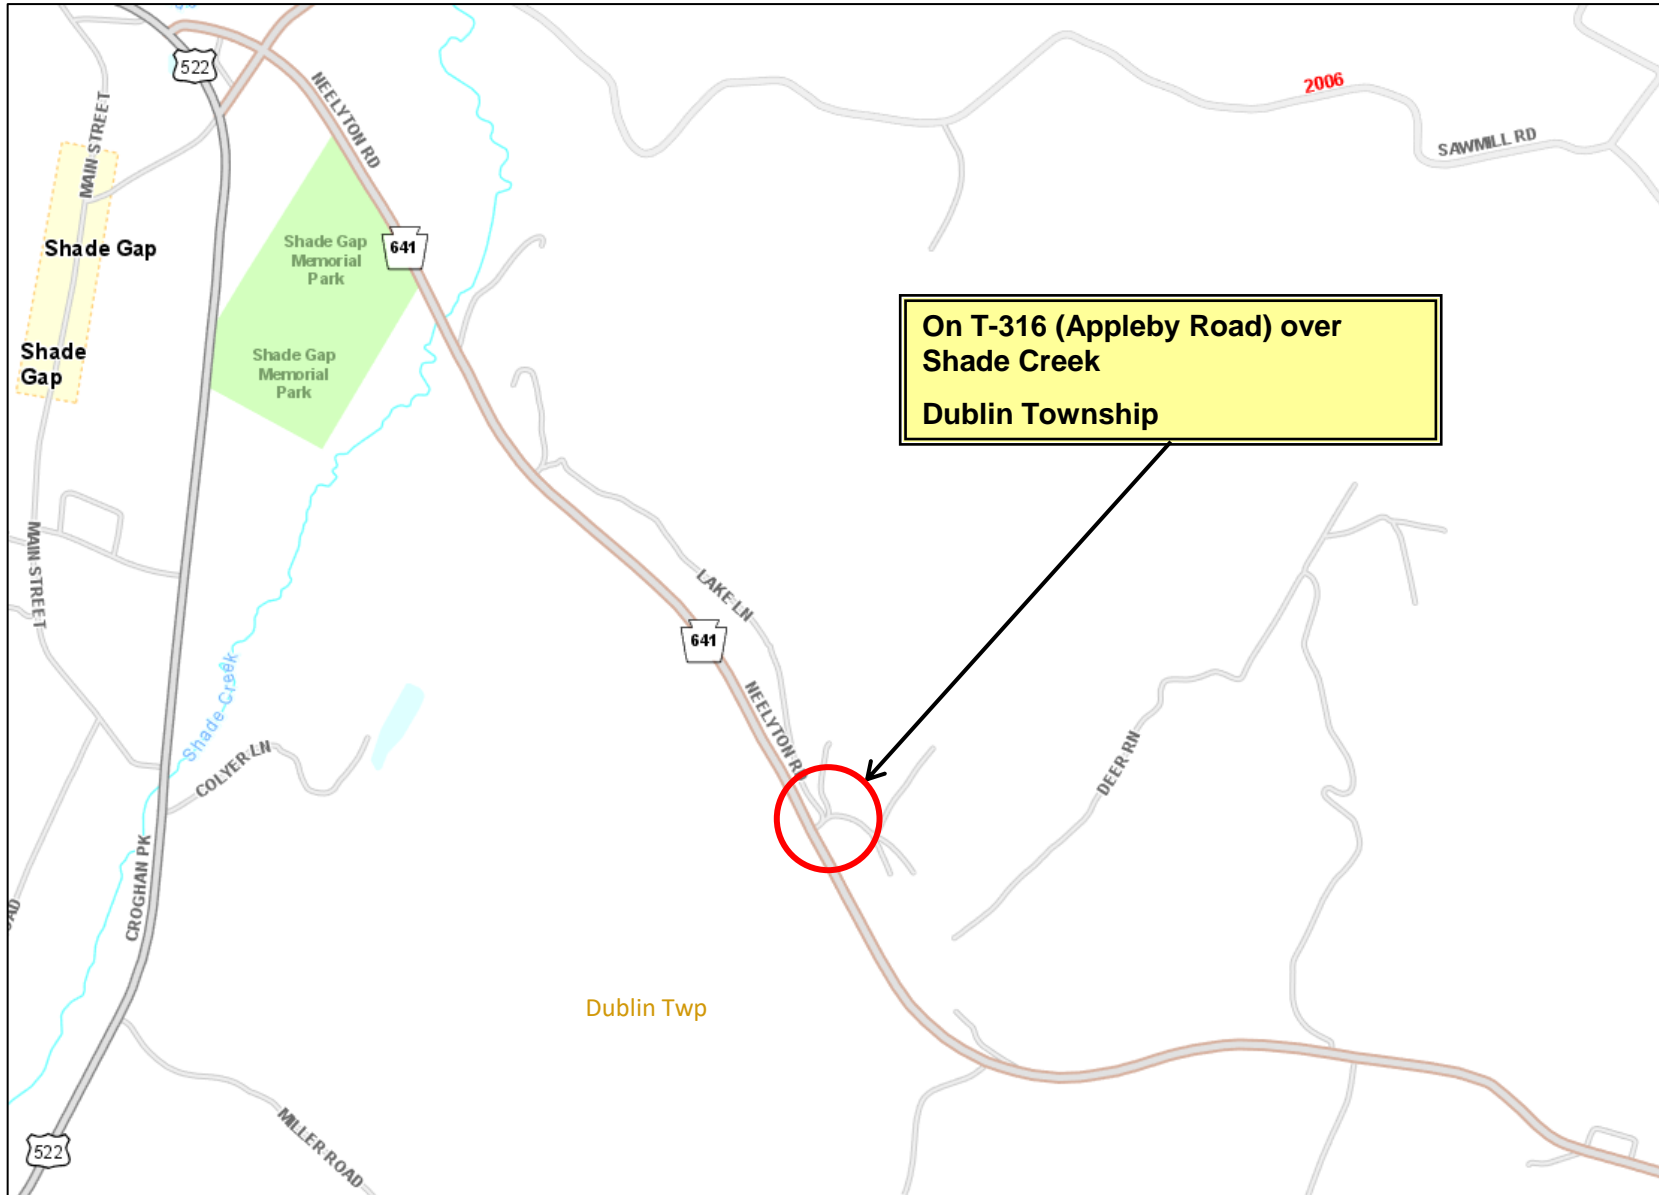 522
NEELYTON RD
2006
SAWMILL RD
MAIN STREET
Shade Gap
Shade Gap
Memorial
Park
641
On T-316 (Appleby Road) over
Shade Creek
Dublin Township
Shade
Gap
Shade Gap
Memorial
Park
MAIN STREET
LAKE LN
641
NEELYTON RD
Shade Creek
COLYER LN
DEER RN
CROGHAN PK
Dublin Twp
MILLER ROAD
522